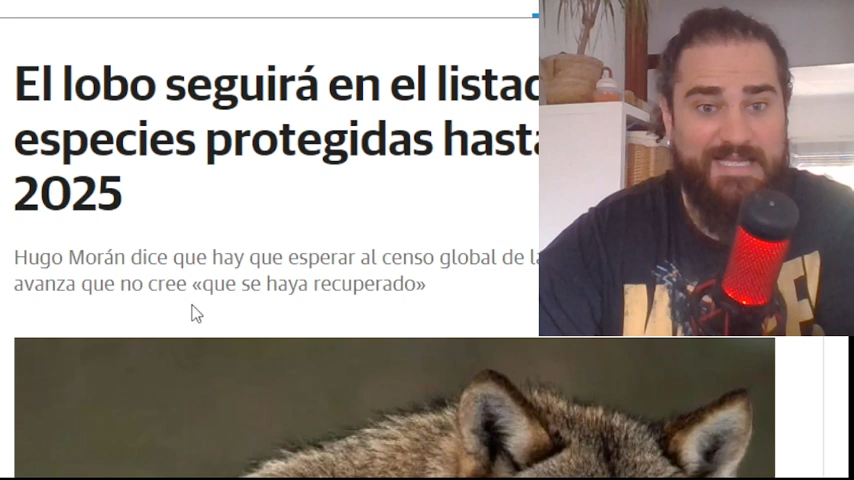 El lobo seguirá en el listad
especies protegidas hasta
2025
Hugo Morán dice que hay que esperar al censo global de la
avanza que no cree «que se haya recuperado»